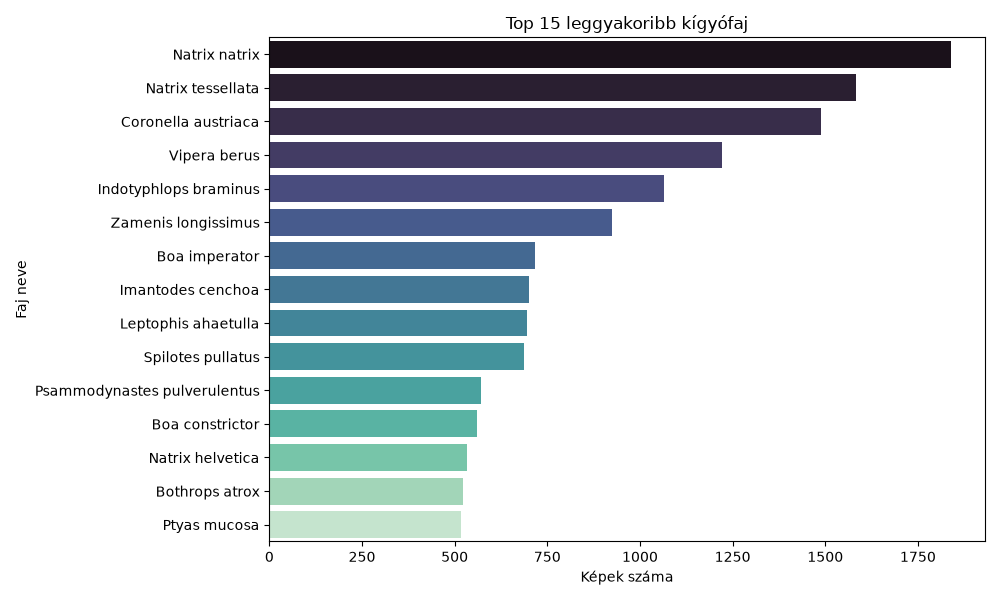 Top 15 leggyakoribb kígyófaj
Faj neve
Natrix natrix
Natrix tessellata
Coronella austriaca
Vipera berus
Indotyphlops braminus
Zamenis longissimus
Boa imperator
Imantodes cenchoa
Leptophis ahaetulla
Spilotes pullatus
Psammodynastes pulverulentus
Boa constrictor
Natrix helvetica
Bothrops atrox
Ptyas mucosa
0 250 500 750 1000 1250 1500 1750
Képek száma